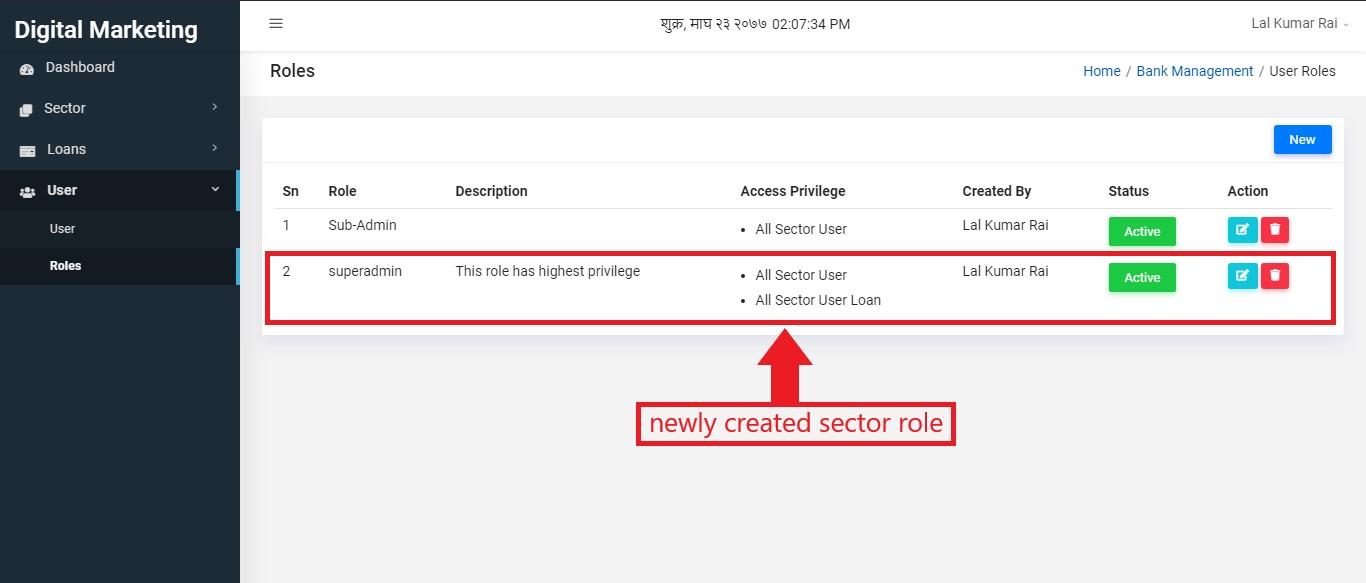 Digital Marketing
शुक्र, माघ २३ २०७७ 02:07:34 PM
Lal Kumar Rai
Dashboard
Sector
Loans
User
User
Roles
Roles
Home / Bank Management / User Roles
New
Sn Role Description Access Privilege Created By Status Action
1 Sub-Admin • All Sector User Lal Kumar Rai Active
2 superadmin This role has highest privilege • All Sector User Lal Kumar Rai Active
• All Sector User Loan
newly created sector role